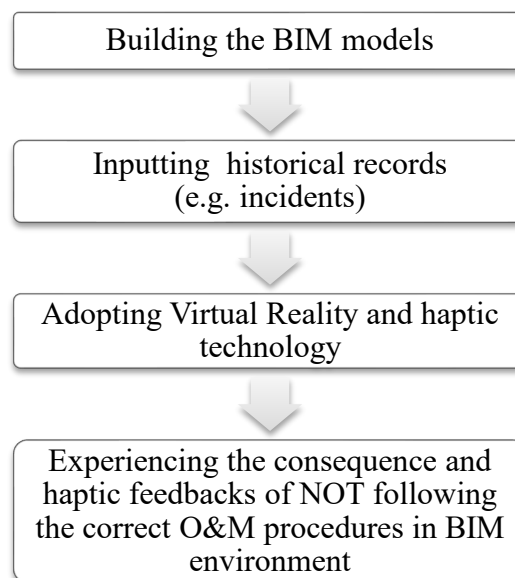 Building the BIM models
Inputting historical records
(e.g. incidents)
Adopting Virtual Reality and haptic
technology
Experiencing the consequence and
haptic feedbacks of NOT following
the correct O&M procedures in BIM
environment